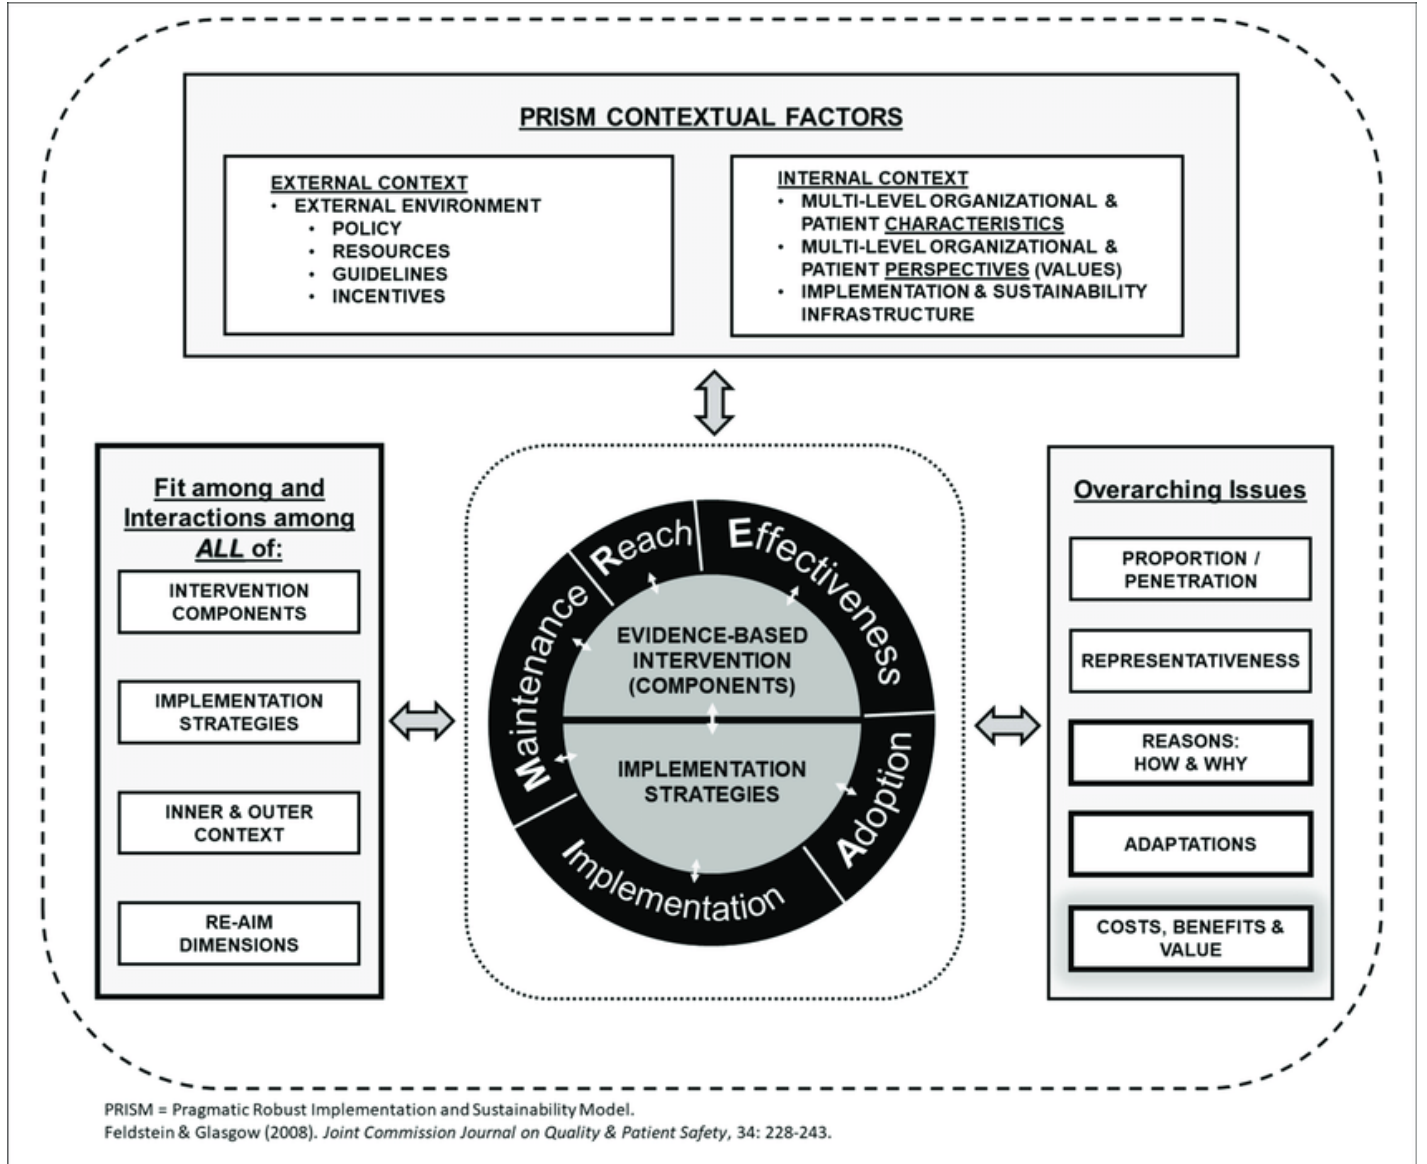 PRISM CONTEXTUAL FACTORS
EXTERNAL CONTEXT
• EXTERNAL ENVIRONMENT
• POLICY
• RESOURCES
• GUIDELINES
• INCENTIVES
INTERNAL CONTEXT
• MULTI-LEVEL ORGANIZATIONAL &
PATIENT CHARACTERISTICS
• MULTI-LEVEL ORGANIZATIONAL &
PATIENT PERSPECTIVES (VALUES)
• IMPLEMENTATION & SUSTAINABILITY
INFRASTRUCTURE
Fit among and
Interactions among
ALL of:
INTERVENTION
COMPONENTS
IMPLEMENTATION
STRATEGIES
INNER & OUTER
CONTEXT
RE-AIM
DIMENSIONS
Reach
Effectiveness
Adoption
Implementation
Maintenance
EVIDENCE-BASED
INTERVENTION
(COMPONENTS)
IMPLEMENTATION
STRATEGIES
Overarching Issues
PROPORTION /
PENETRATION
REPRESENTATIVENESS
REASONS:
HOW & WHY
ADAPTATIONS
COSTS, BENEFITS &
VALUE
PRISM = Pragmatic Robust Implementation and Sustainability Model.
Feldstein & Glasgow (2008). Joint Commission Journal on Quality & Patient Safety, 34: 228-243.